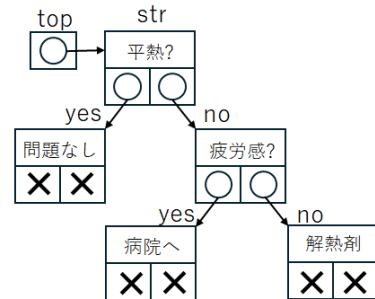 top
str
平熱?
yes
no
問題なし
疲労感?
yes
no
病院へ
解熱剤